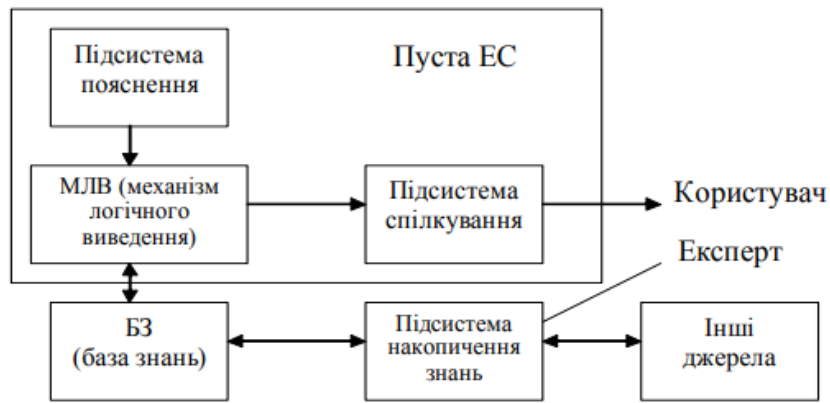 Підсистема
пояснення
Пуста ЕС
МЛВ (механізм
логічного
виведення)
Підсистема
спілкування
Користувач
Експерт
БЗ
(база знань)
Підсистема
накопичення
знань
Інші
джерела